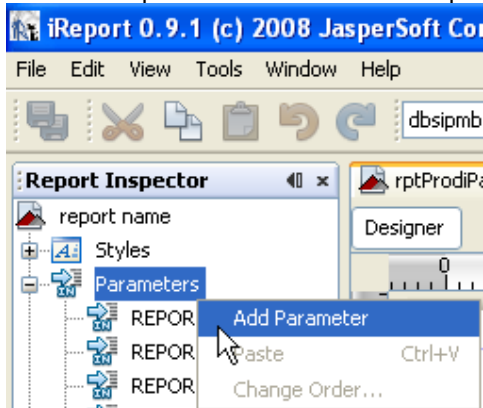 iReport 0.9.1 (c) 2008 JasperSoft Cor
File Edit View Tools Window Help
dbsipmb
Report Inspector
rptProdiPa
report name
Designer
Styles
0
Parameters
REPOR Add Parameter
REPOR Paste Ctrl+V
REPOR Change Order...